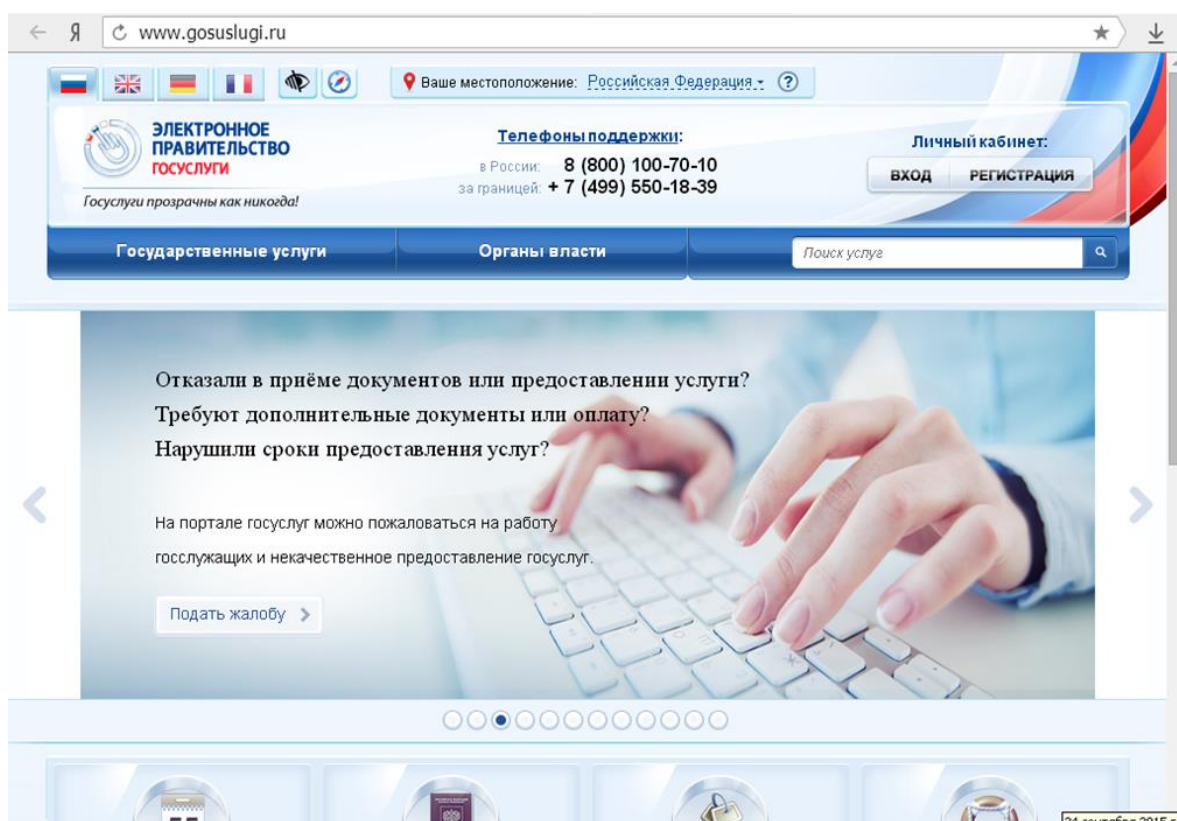 Я www.gosuslugi.ru
Ваше местоположение: Российская Федерация ?
ЭЛЕКТРОННОЕ
ПРАВИТЕЛЬСТВО
ГОСУСЛУГИ
Госуслуги прозрачны как никогда!
Телефоны поддержки:
в России: 8 (800) 100-70-10
за границей: + 7 (499) 550-18-39
Личный кабинет:
ВХОД РЕГИСТРАЦИЯ
Государственные услуги Органы власти Поиск услуг
Отказали в приёме документов или предоставлении услуги?
Требуют дополнительные документы или оплату?
Нарушили сроки предоставления услуг?
На портале госуслуг можно пожаловаться на работу
госслужащих и некачественное предоставление госуслуг.
Подать жалобу